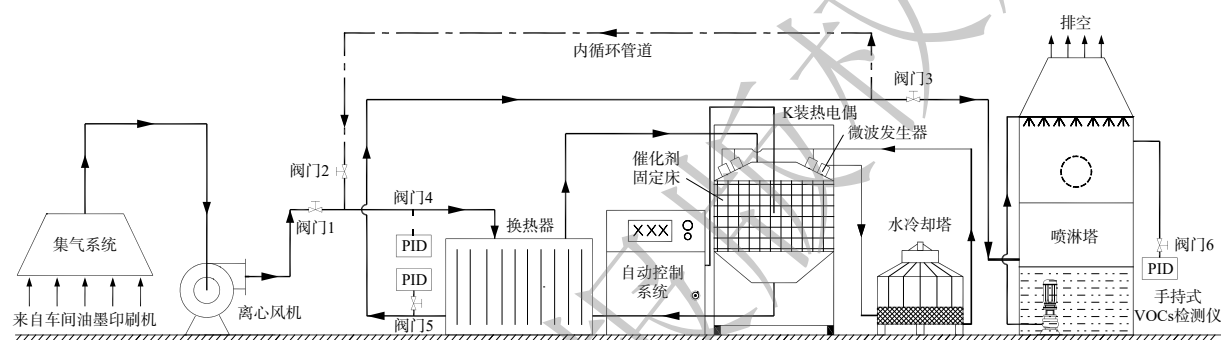 排空
内循环管道
阀门3
K装热电偶
微波发生器
阀门2
催化剂
固定床
阀门4
水冷却塔
阀门1
换热器
集气系统
PID
XXX
喷淋塔
阀门6
自动控制
系统
PID
PID
离心风机
手持式
VOCs检测仪
来自车间油墨印刷机
阀门5